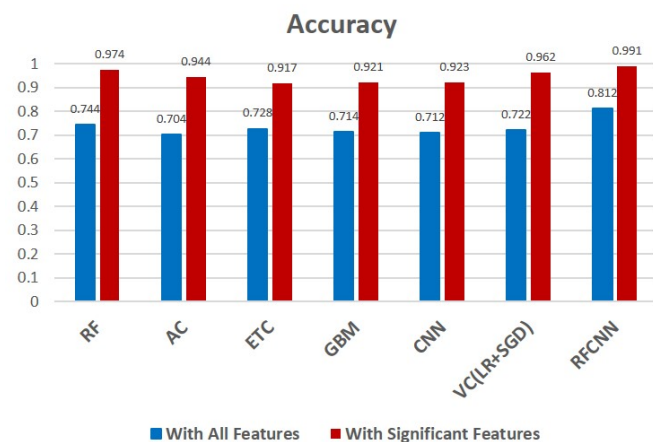 Accuracy
1
0.9
0.8
0.7
0.6
0.5
0.4
0.3
0.2
0.1
0
0.744
0.974
0.704
0.944
0.728
0.917
0.714
0.921
0.712
0.923
0.722
0.962
0.812
0.991
RF
AC
ETC
GBM
CNN
VC(LR+SGD)
RFCNN
With All Features
With Significant Features